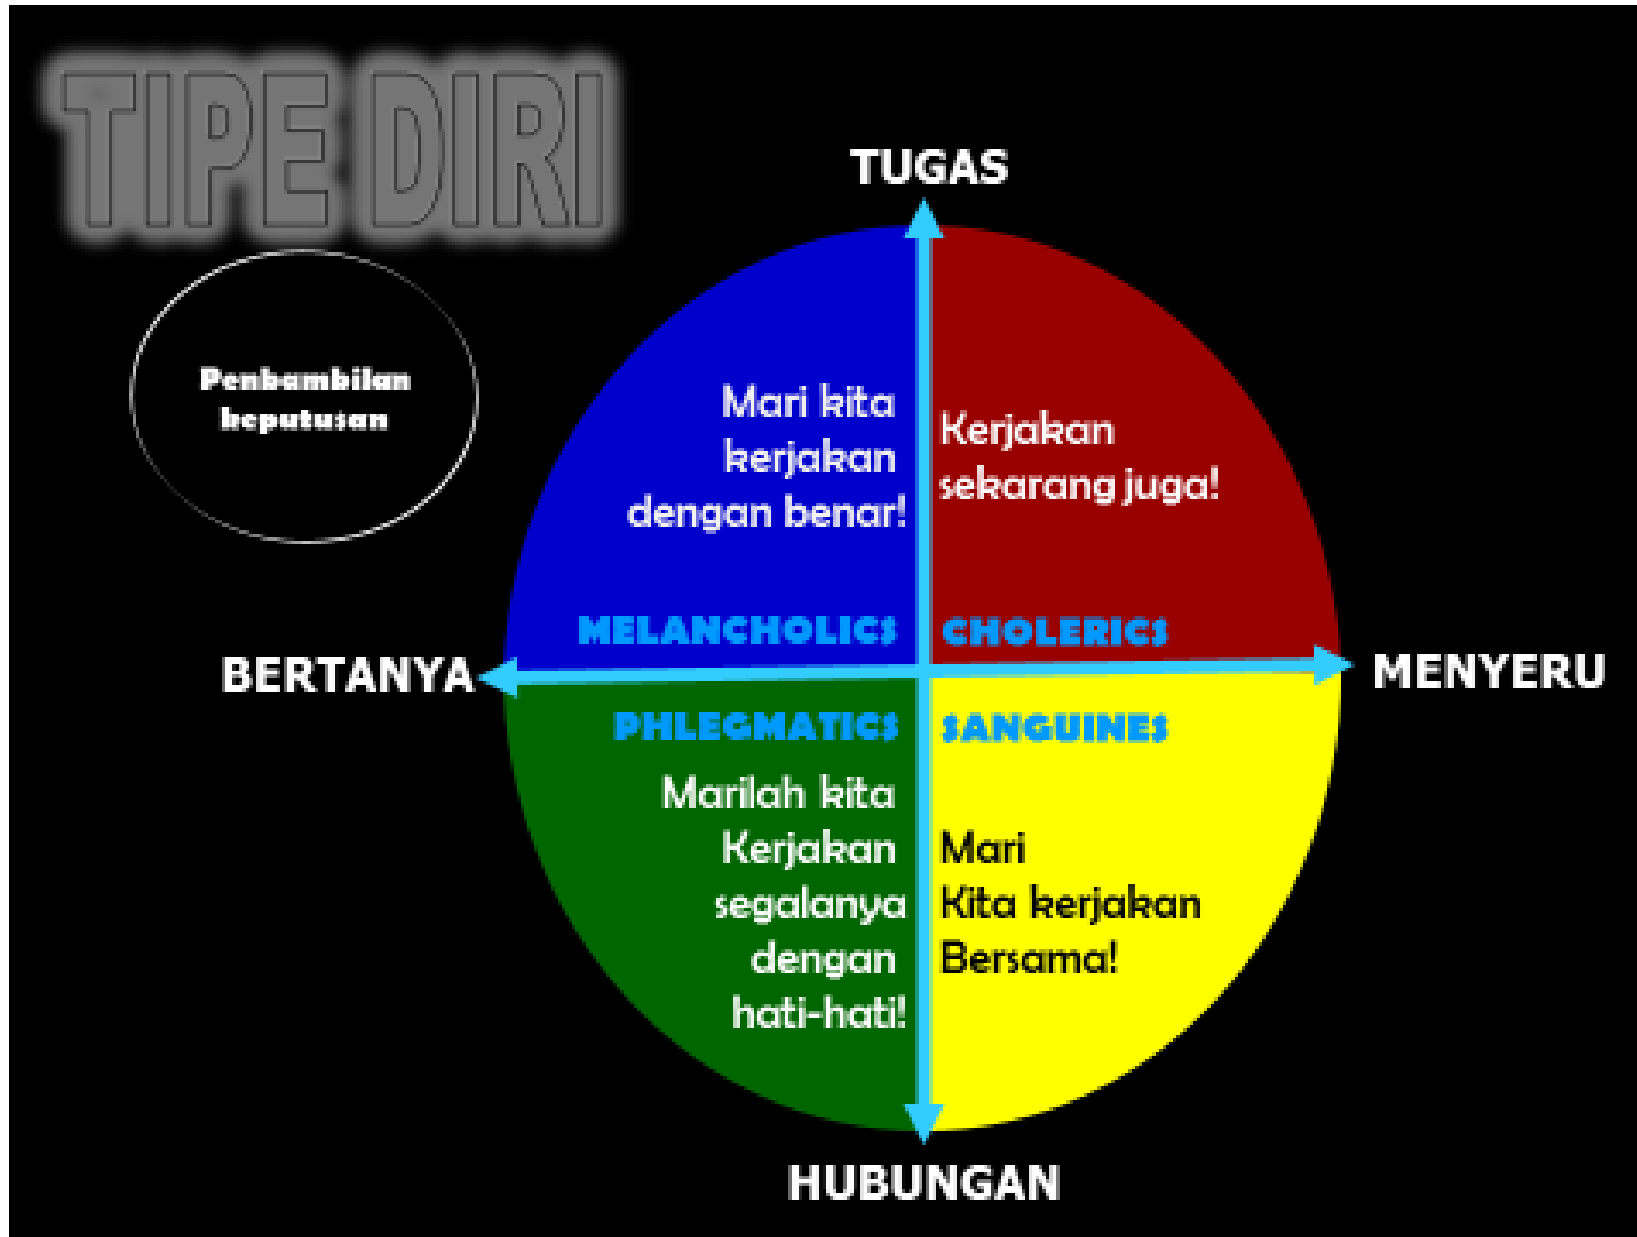 TIPE DIRI
Penbambilan
keputusan
TUGAS
Mari kita
kerjakan
dengan benar!
MELANCHOLICS
Kerjakan
sekarang juga!
CHOLERICS
BERTANYA
MENYERU
PHLEGMATICS
Marilah kita
Kerjakan
segalanya
dengan
hati-hati!
SANGUINES
Mari
Kita kerjakan
Bersama!
HUBUNGAN